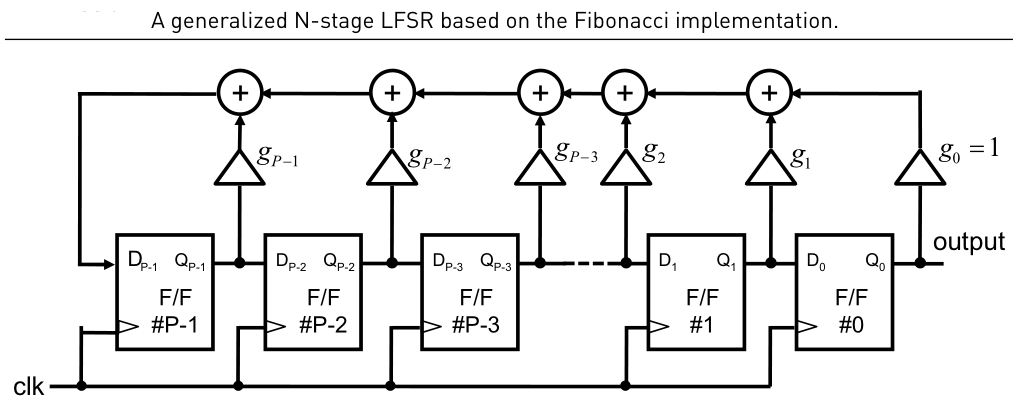 A generalized N-stage LFSR based on the Fibonacci implementation.
+ + + + +
g_{P-1} g_{P-2} g_{P-3} g_2 g_1 g_0 = 1
output
D_{P-1} Q_{P-1} D_{P-2} Q_{P-2} D_{P-3} Q_{P-3} D_1 Q_1 D_0 Q_0
F/F F/F F/F F/F F/F
#P-1 #P-2 #P-3 #1 #0
clk